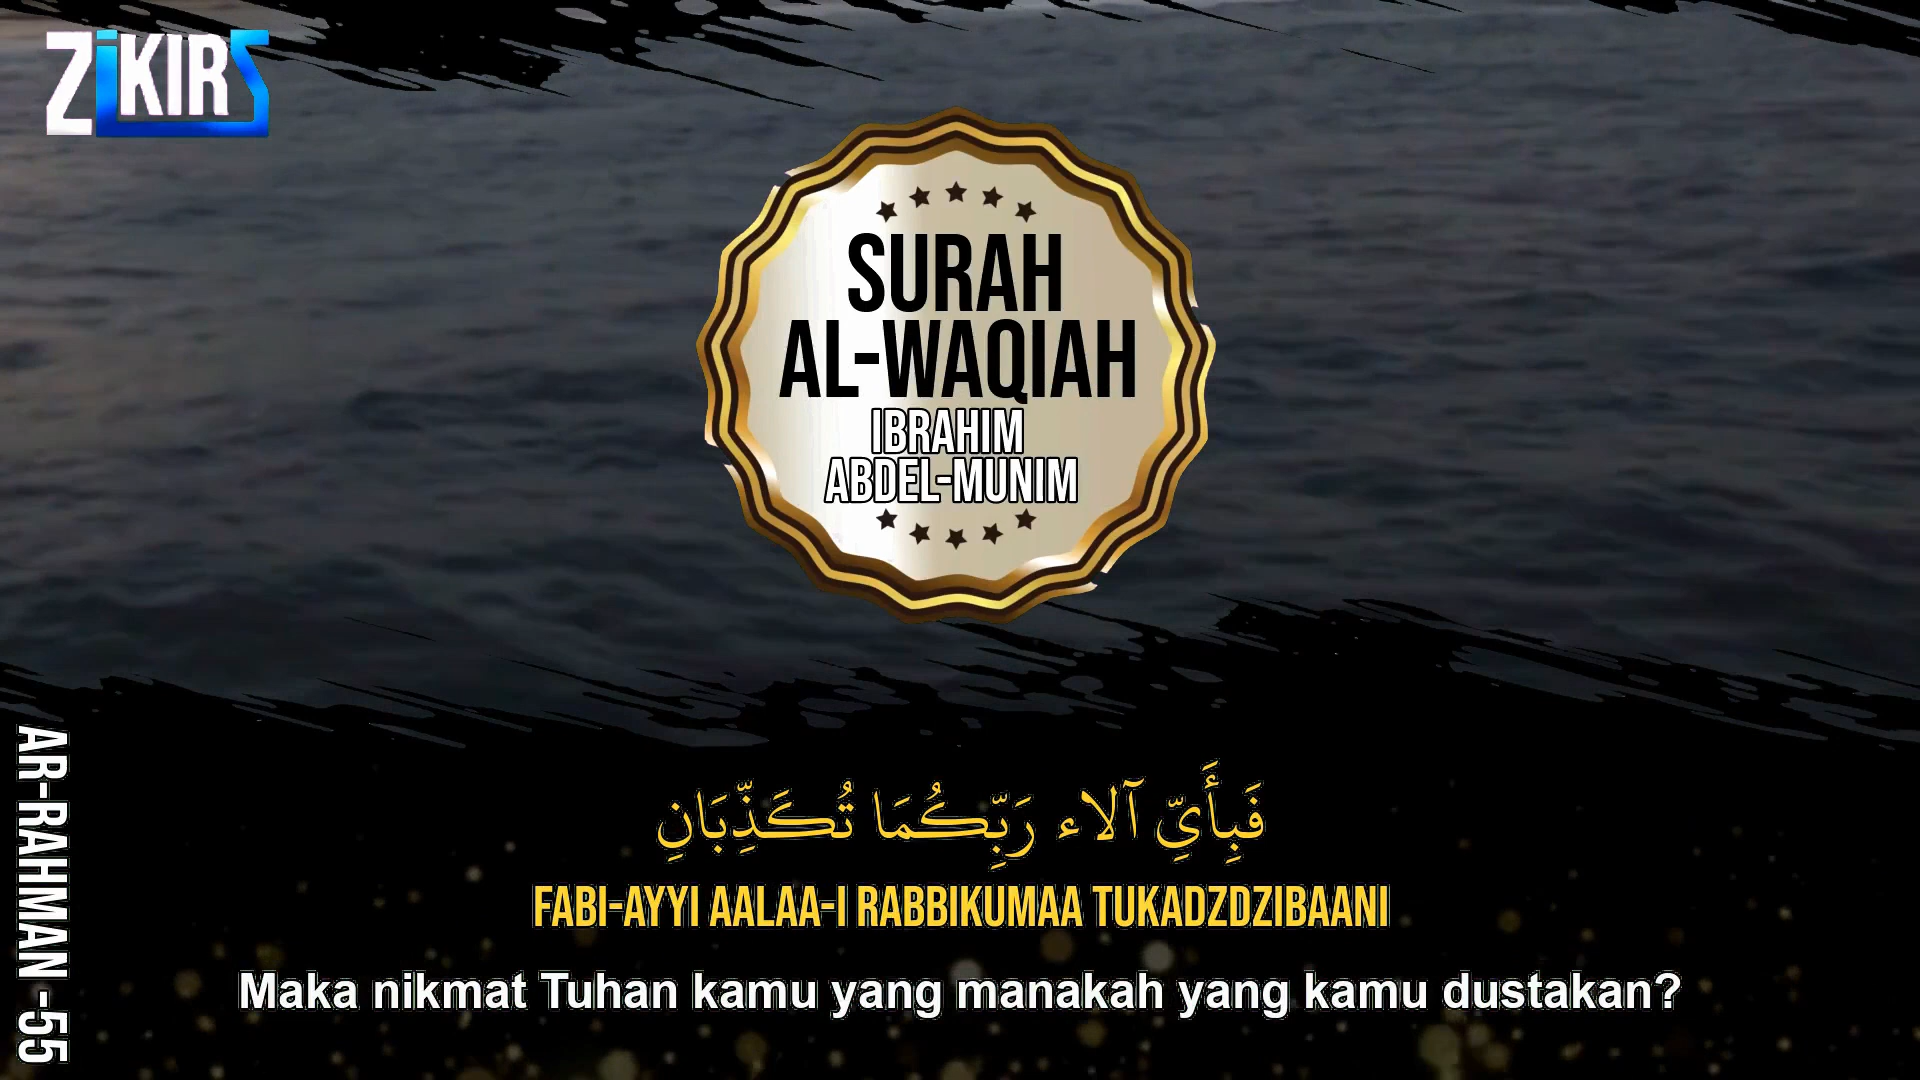 ZIKIRS
SURAH
AL-WAQIAH
IBRAHIM
ABDEL-MUNIM
فَبِأَيِّ آلاء رَبِّكُمَا تُكَذِّبَانِ
FABI-AYYI AALAA-I RABBIKUMAA TUKADZDZIBAANI
Maka nikmat Tuhan kamu yang manakah yang kamu dustakan?
AR-RAHMAN -55